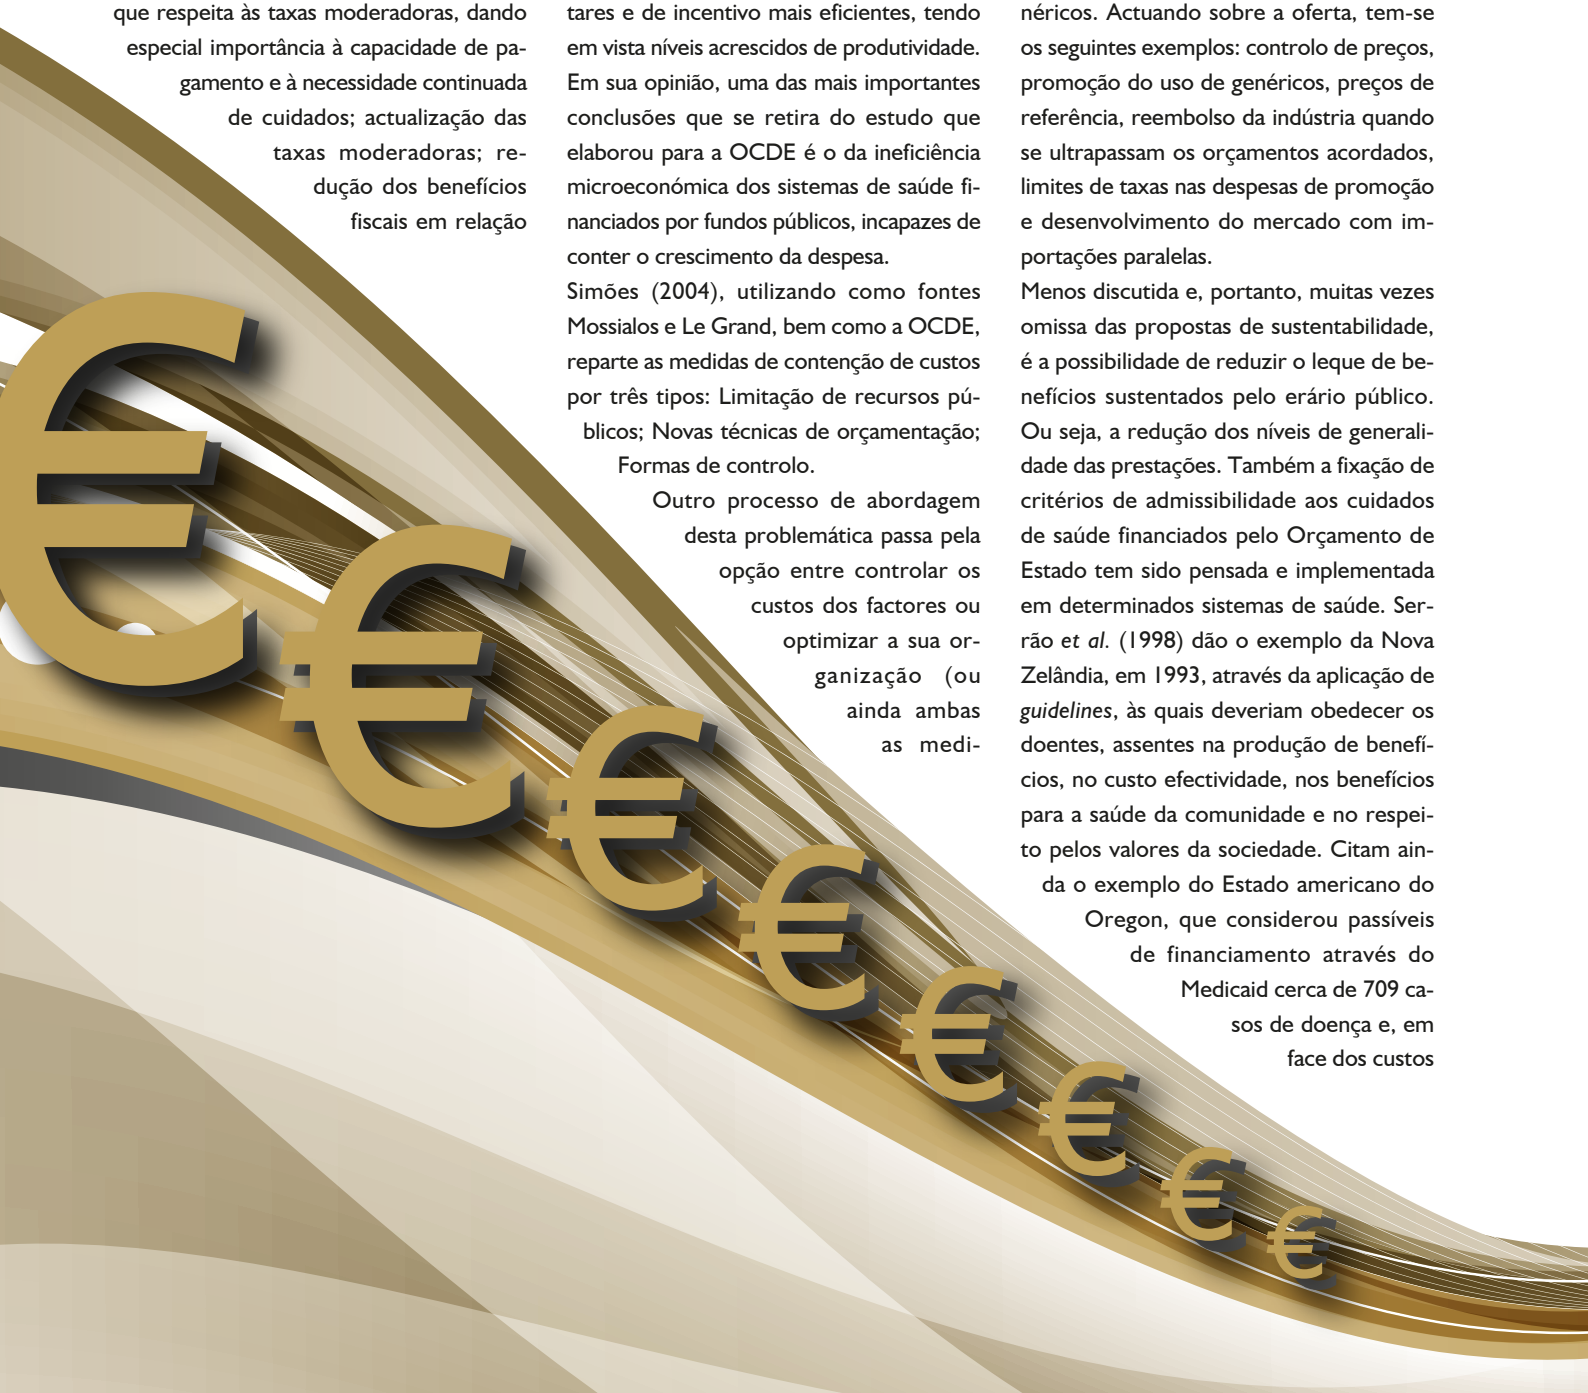 que respeita às taxas moderadoras, dando
especial importância à capacidade de pa-
gamento e à necessidade continuada
de cuidados; actualização das
taxas moderadoras; re-
dução dos benefícios
fiscais em relação
tares e de incentivo mais eficientes, tendo
em vista níveis acrescidos de produtividade.
Em sua opinião, uma das mais importantes
conclusões que se retira do estudo que
elaborou para a OCDE é o da ineficiência
microeconómica dos sistemas de saúde fi-
nanciados por fundos públicos, incapazes de
conter o crescimento da despesa.
Simões (2004), utilizando como fontes
Mossialos e Le Grand, bem como a OCDE,
reparte as medidas de contenção de custos
por três tipos: Limitação de recursos pú-
blicos; Novas técnicas de orçamentação;
Formas de controlo.
Outro processo de abordagem
desta problemática passa pela
opção entre controlar os
custos dos factores ou
optimizar a sua or-
ganização (ou
ainda ambas
as medi-
néricos. Actuando sobre a oferta, tem-se
os seguintes exemplos: controlo de preços,
promoção do uso de genéricos, preços de
referência, reembolso da indústria quando
se ultrapassam os orçamentos acordados,
limites de taxas nas despesas de promoção
e desenvolvimento do mercado com im-
portações paralelas.
Menos discutida e, portanto, muitas vezes
omissa das propostas de sustentabilidade,
é a possibilidade de reduzir o leque de be-
nefícios sustentados pelo erário público.
Ou seja, a redução dos níveis de generali-
dade das prestações. Também a fixação de
critérios de admissibilidade aos cuidados
de saúde financiados pelo Orçamento de
Estado tem sido pensada e implementada
em determinados sistemas de saúde. Ser-
rão et al. (1998) dão o exemplo da Nova
Zelândia, em 1993, através da aplicação de
guidelines, às quais deveriam obedecer os
doentes, assentes na produção de benefí-
cios, no custo efectividade, nos benefícios
para a saúde da comunidade e no respei-
to pelos valores da sociedade. Citam ain-
da o exemplo do Estado americano do
Oregon, que considerou passíveis
de financiamento através do
Medicaid cerca de 709 ca-
sos de doença e, em
face dos custos
€
€
€
€
€
€
€
€